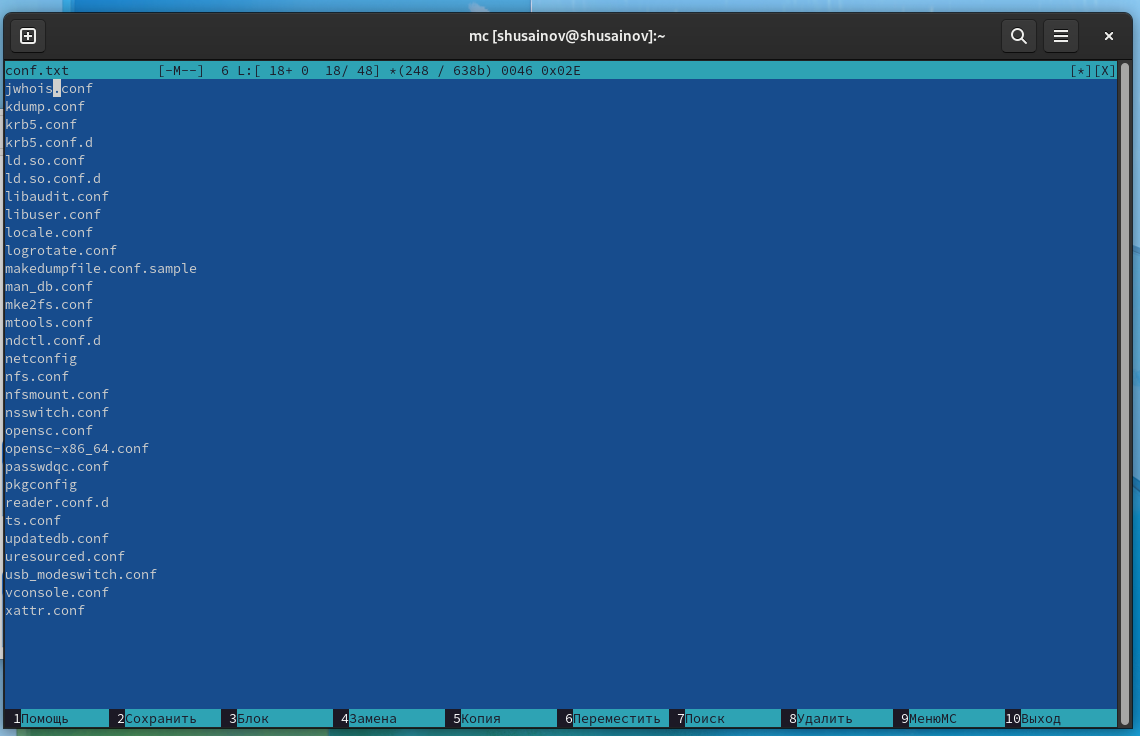 mc [shusainov@shusainov]:~
conf.txt [-M--] 6 L:[ 18+ 0 18/ 48] *(248 / 638b) 0046 0x02E [*][X]
jwhois.conf
kdump.conf
krb5.conf
krb5.conf.d
ld.so.conf
ld.so.conf.d
libaudit.conf
libuser.conf
locale.conf
logrotate.conf
makedumpfile.conf.sample
man_db.conf
mke2fs.conf
mtools.conf
ndctl.conf.d
netconfig
nfs.conf
nfsmount.conf
nsswitch.conf
opensc.conf
opensc-x86_64.conf
passwdqc.conf
pkgconfig
reader.conf.d
ts.conf
updatedb.conf
uresourced.conf
usb_modeswitch.conf
vconsole.conf
xattr.conf
1Помощь 2Сохранить 3Блок 4Замена 5Копия 6Переместить 7Поиск 8Удалить 9МенюMC 10Выход